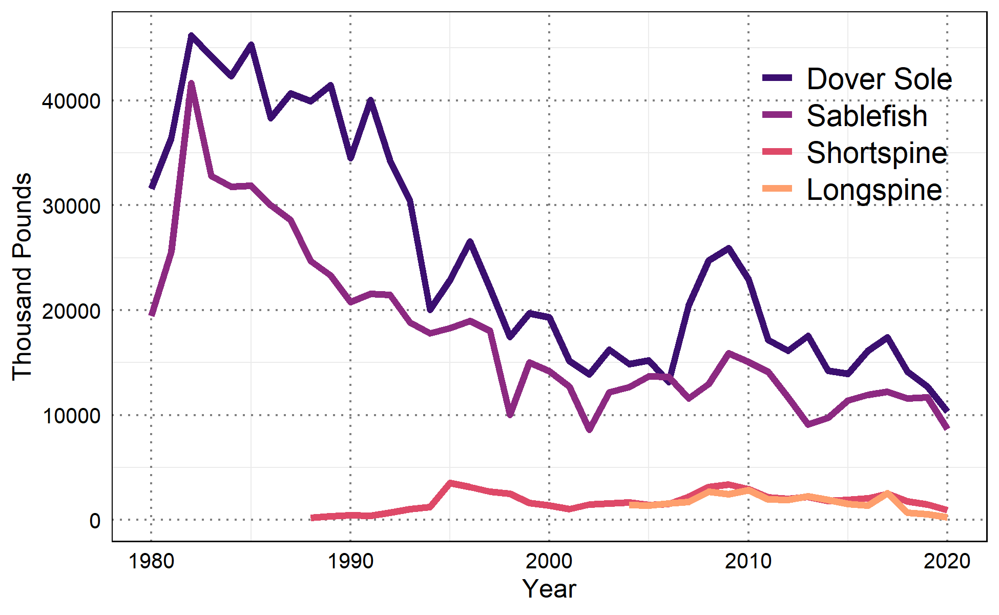 Dover Sole
Sablefish
Shortspine
Longspine
40000
30000
20000
10000
0
Thousand Pounds
1980 1990 2000 2010 2020
Year